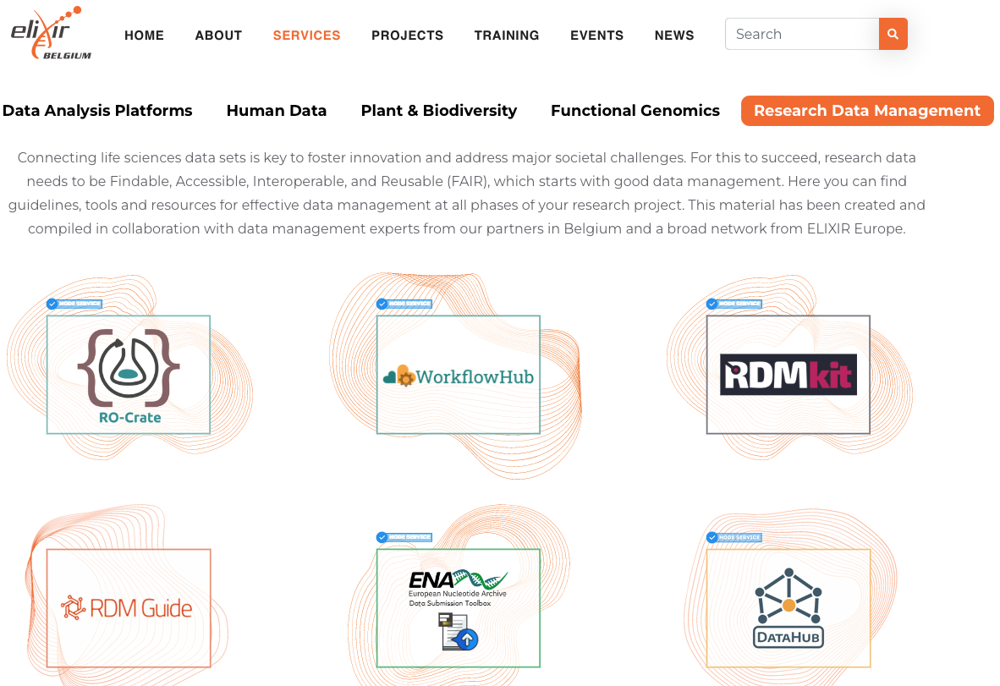 elixir
BELGIUM
HOME ABOUT SERVICES PROJECTS TRAINING EVENTS NEWS
Search
Data Analysis Platforms Human Data Plant & Biodiversity Functional Genomics Research Data Management
Connecting life sciences data sets is key to foster innovation and address major societal challenges. For this to succeed, research data
needs to be Findable, Accessible, Interoperable, and Reusable (FAIR), which starts with good data management. Here you can find
guidelines, tools and resources for effective data management at all phases of your research project. This material has been created and
compiled in collaboration with data management experts from our partners in Belgium and a broad network from ELIXIR Europe.
NODE SERVICE
RO-Crate
NODE SERVICE
WorkflowHub
NODE SERVICE
RDMkit
RDM Guide
NODE SERVICE
ENA
European Nucleotide Archive
Data Submission Toolbox
NODE SERVICE
DATAHUB